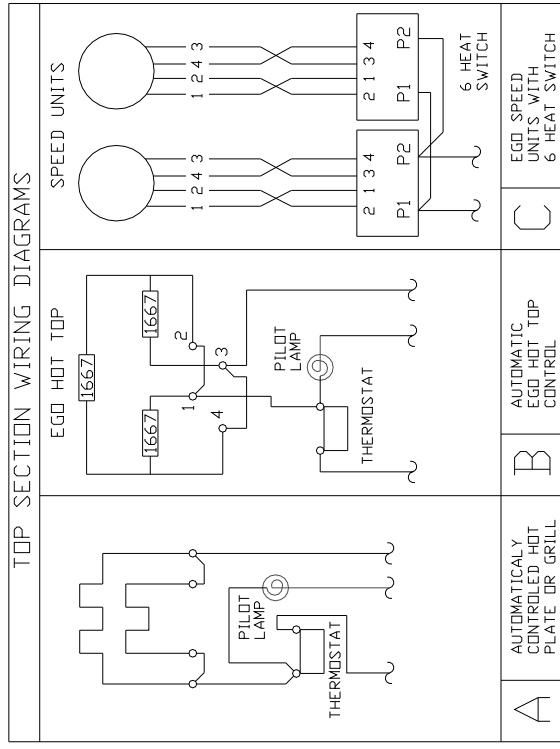 TOP SECTION WIRING DIAGRAMS
PILOT
LAMP
THERMOSTAT
A
AUTOMATICALY
CONTROLED HOT
PLATE OR GRILL
EGO HOT TOP
1667
1667
1667
1
2
4
3
PILOT
LAMP
THERMOSTAT
B
AUTOMATIC
EGO HOT TOP
CONTROL
SPEED UNITS
1 2 4 3
1 2 4 3
2 1 3 4
P1 P2
2 1 3 4
P1 P2
6 HEAT
SWITCH
C
EGO SPEED
UNITS WITH
6 HEAT SWITCH